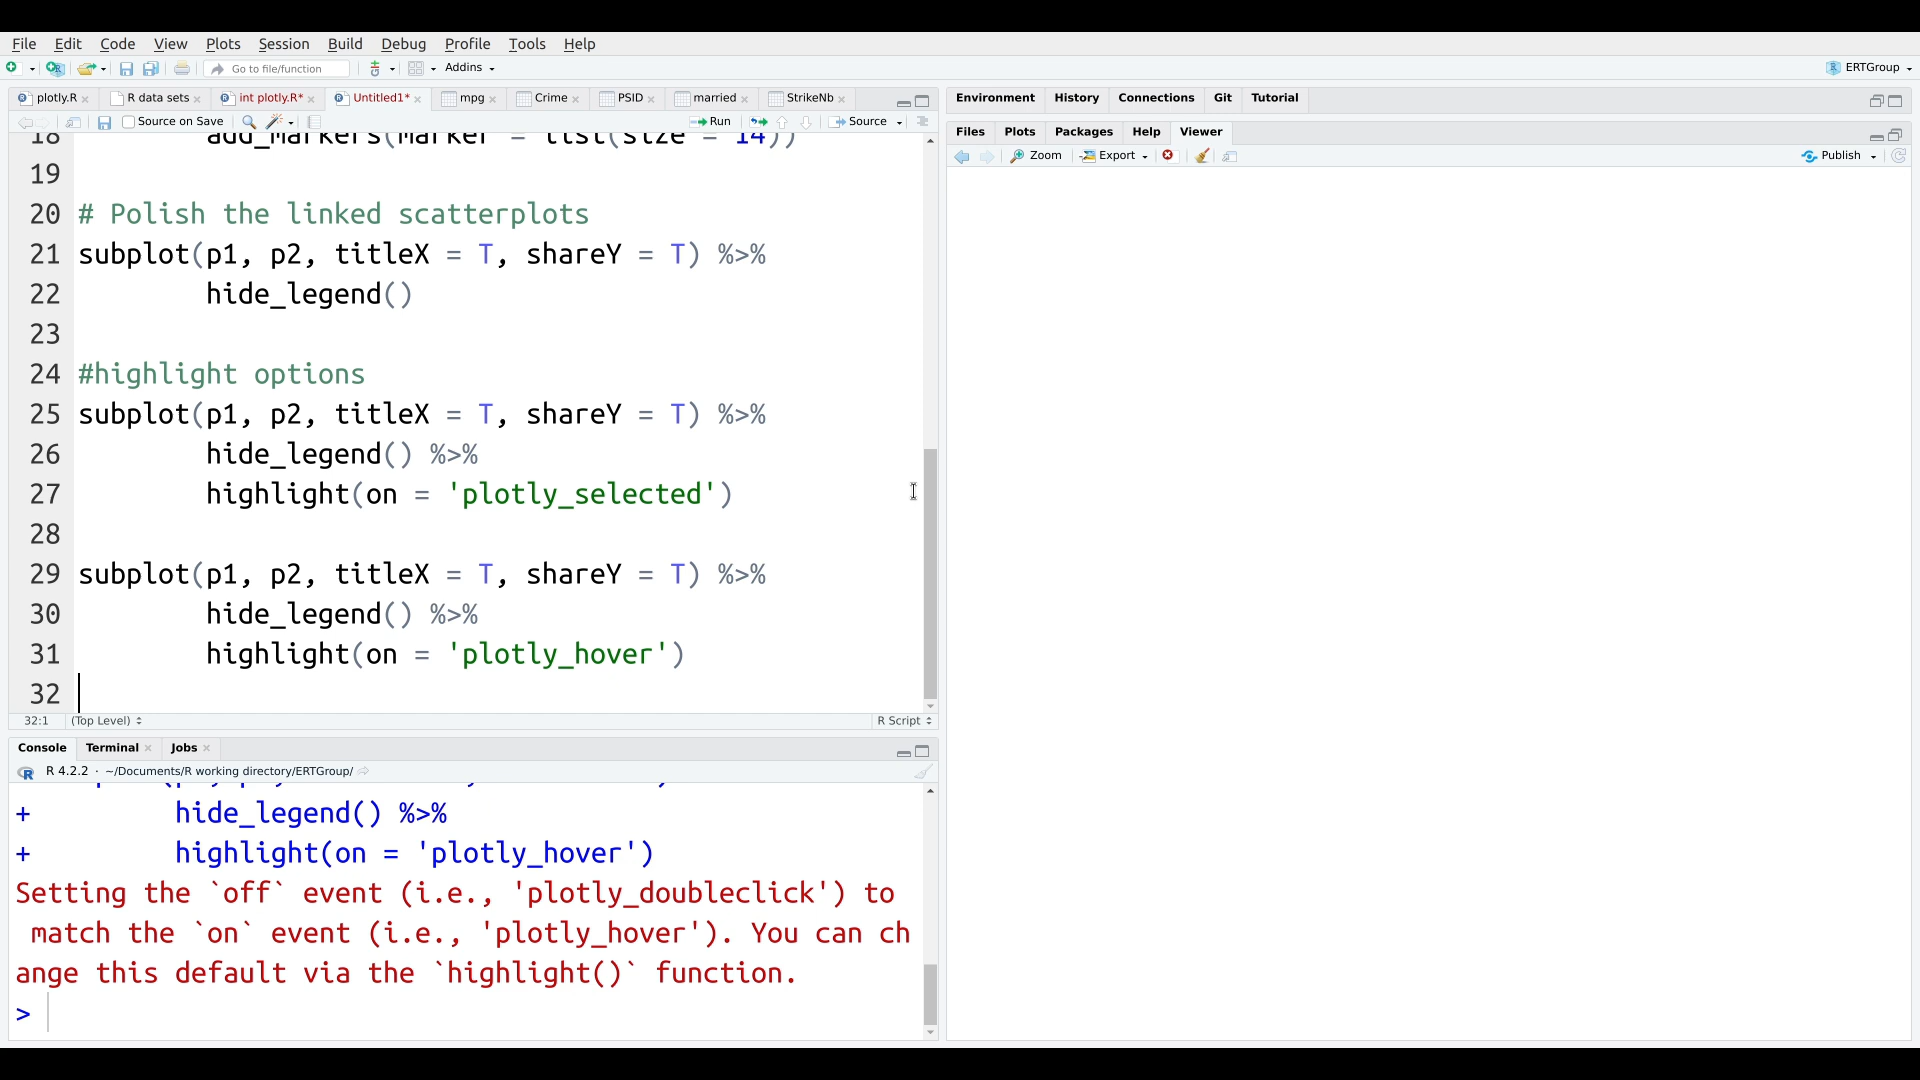 File Edit Code View Plots Session Build Debug Profile Tools Help
Go to file/function Addins ERTGroup
plotly.R R data sets int plotly.R* Untitled1* mpg Crime PSID married StrikeNb
Source on Save Run Source
18 add_markers(marker = list(size = 14))
19
20 # Polish the linked scatterplots
21 subplot(p1, p2, titleX = T, shareY = T) %>%
22 hide_legend()
23
24 #highlight options
25 subplot(p1, p2, titleX = T, shareY = T) %>%
26 hide_legend() %>%
27 highlight(on = 'plotly_selected')
28
29 subplot(p1, p2, titleX = T, shareY = T) %>%
30 hide_legend() %>%
31 highlight(on = 'plotly_hover')
32
32:1 (Top Level) R Script
Console Terminal Jobs
R 4.2.2 · ~/Documents/R working directory/ERTGroup/
+ hide_legend() %>%
+ highlight(on = 'plotly_hover')
Setting the `off` event (i.e., 'plotly_doubleclick') to
match the `on` event (i.e., 'plotly_hover'). You can ch
ange this default via the `highlight()` function.
>
Environment History Connections Git Tutorial
Files Plots Packages Help Viewer
Zoom Export Publish